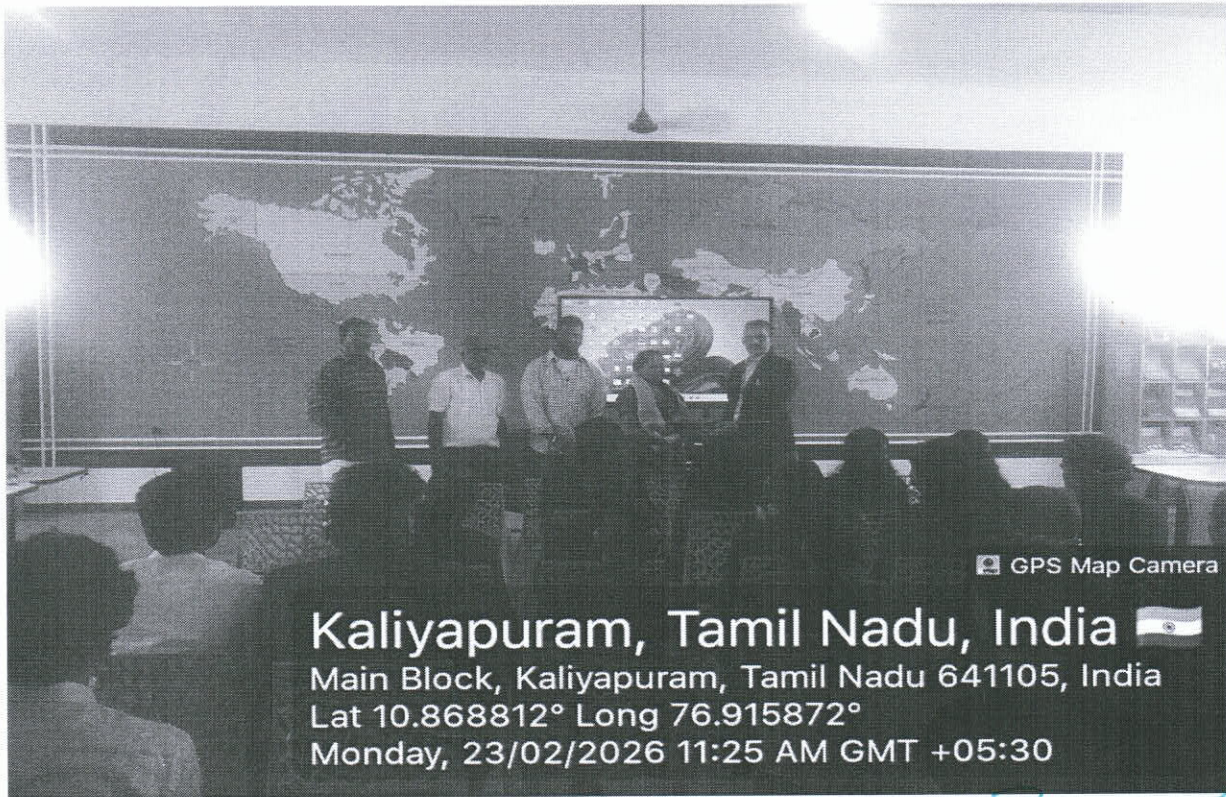 GPS Map Camera
Kaliyapuram, Tamil Nadu, India
Main Block, Kaliyapuram, Tamil Nadu 641105, India
Lat 10.868812° Long 76.915872°
Monday, 23/02/2026 11:25 AM GMT +05:30